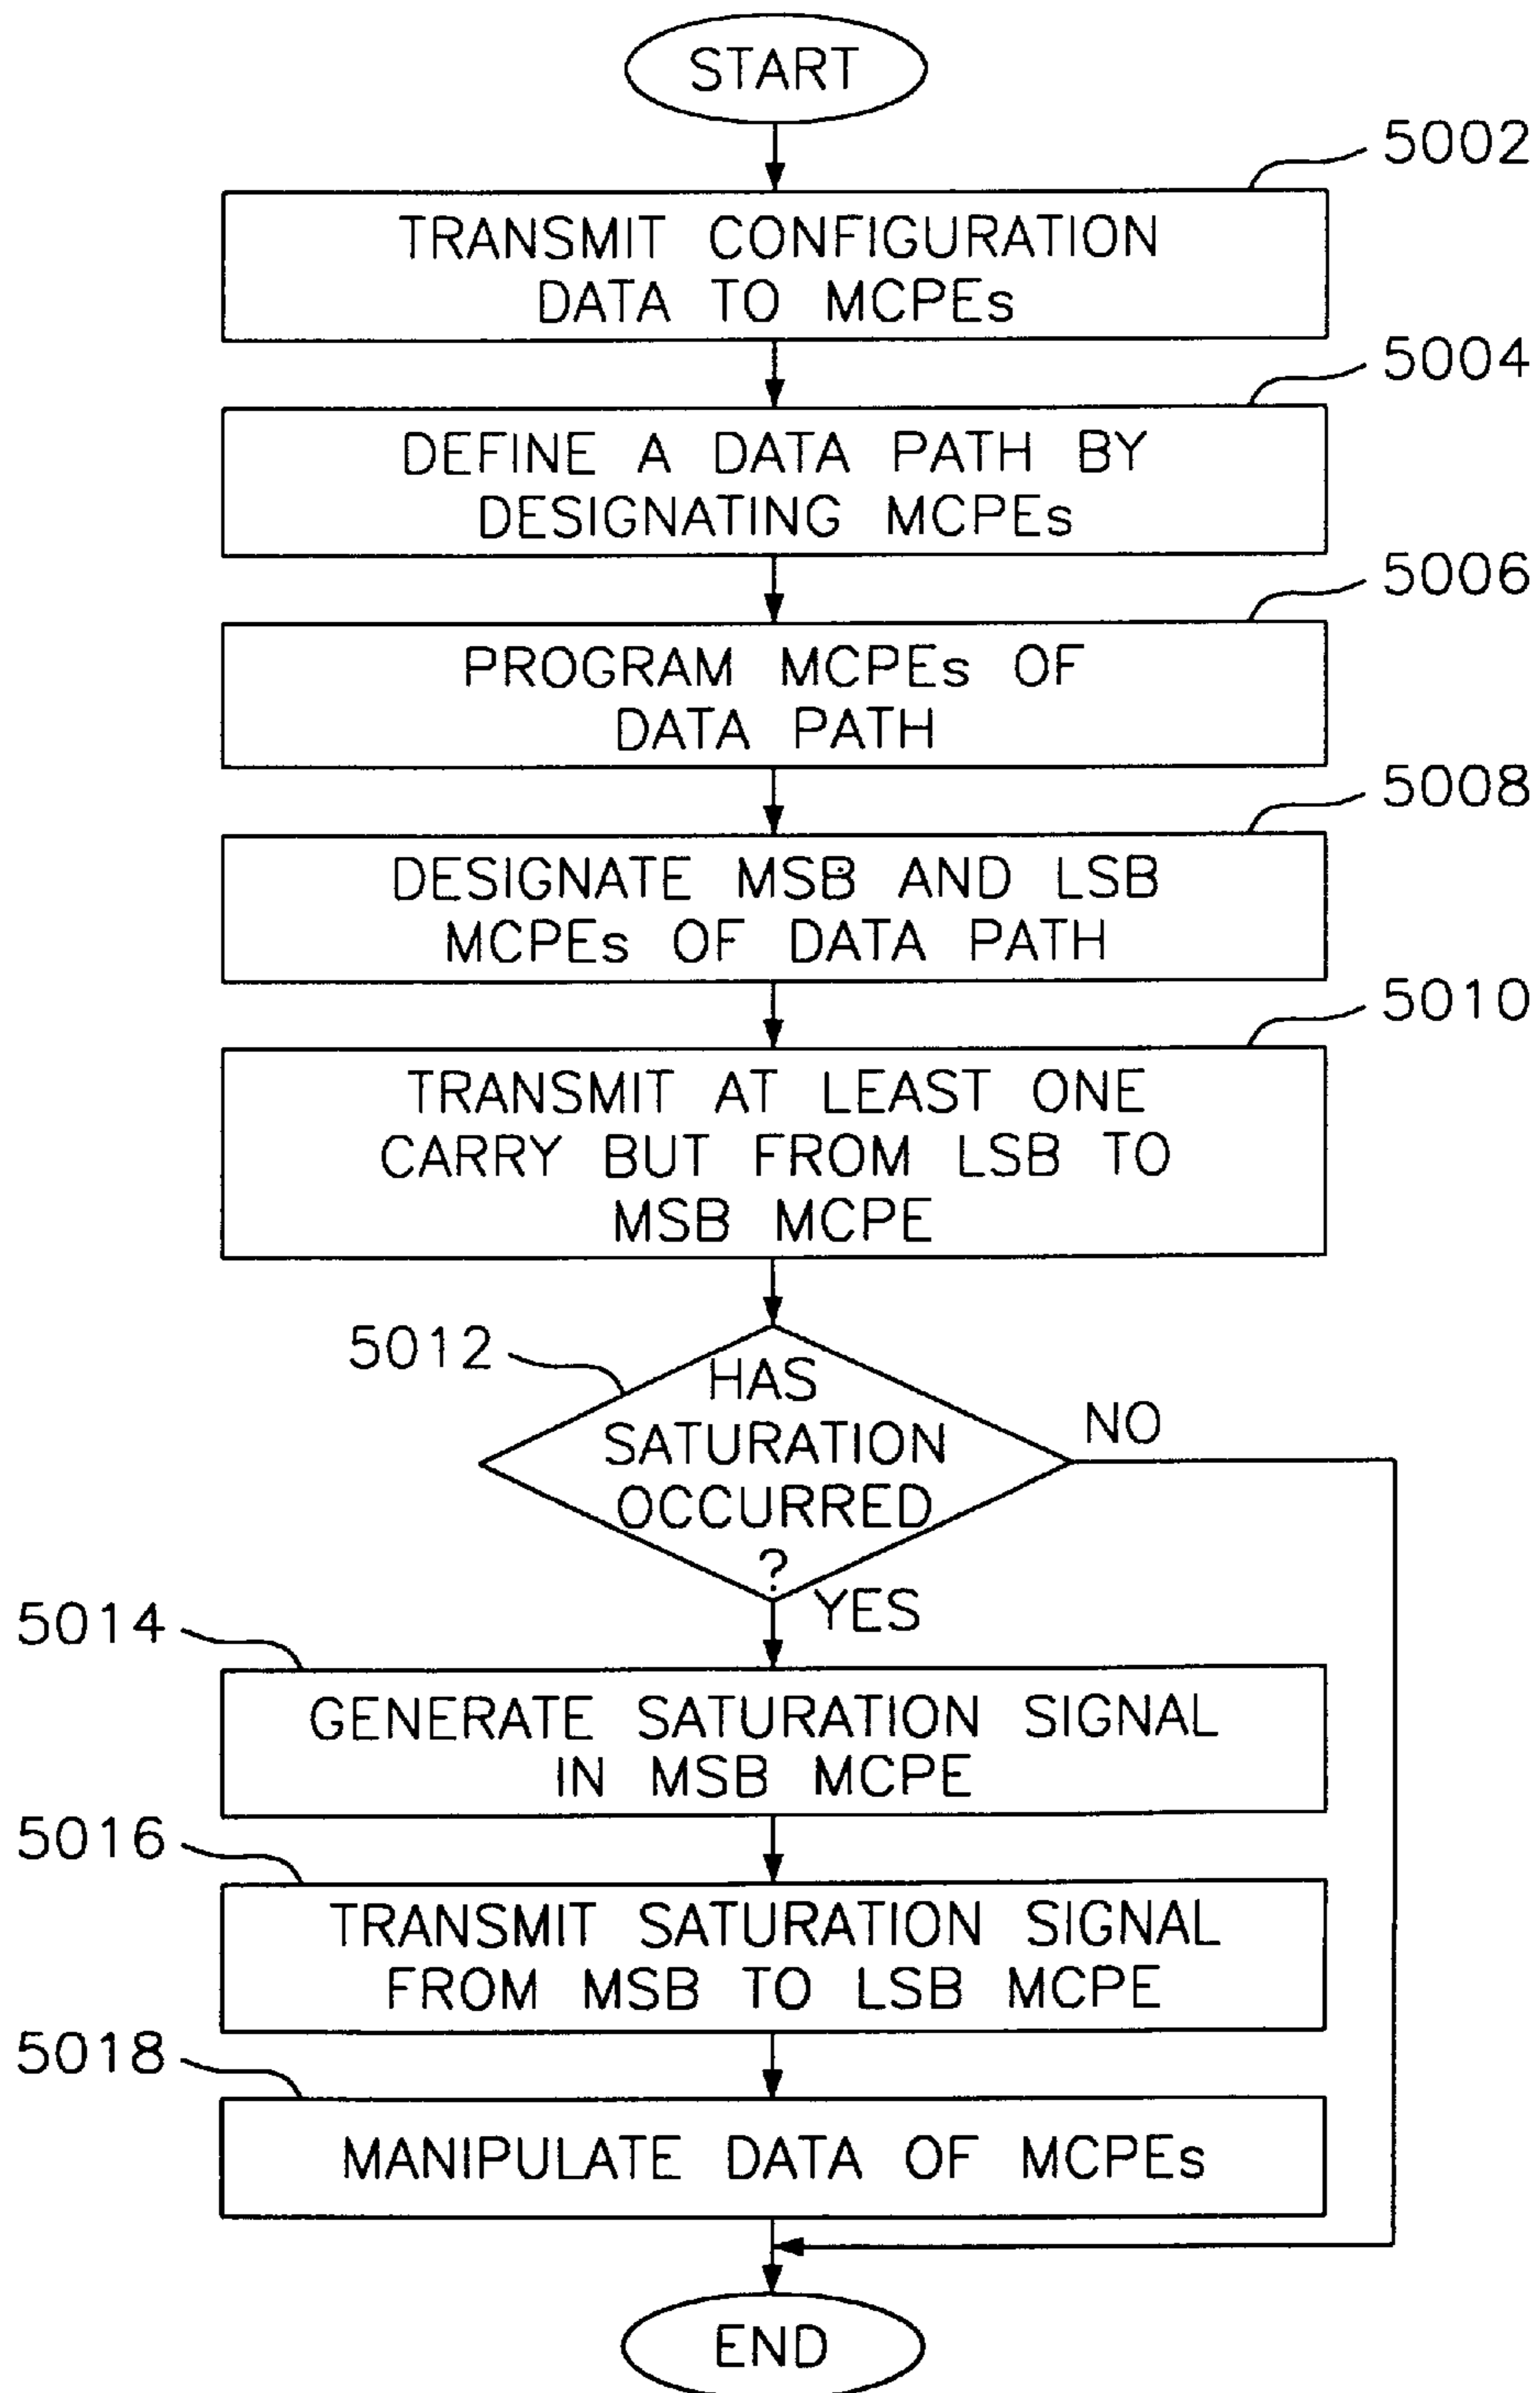 START
5002
TRANSMIT CONFIGURATION
DATA TO MCPEs
5004
DEFINE A DATA PATH BY
DESIGNATING MCPEs
5006
PROGRAM MCPEs OF
DATA PATH
5008
DESIGNATE MSB AND LSB
MCPEs OF DATA PATH
5010
TRANSMIT AT LEAST ONE
CARRY BUT FROM LSB TO
MSB MCPE
5012
HAS
SATURATION
OCCURRED
?
NO
YES
5014
GENERATE SATURATION SIGNAL
IN MSB MCPE
5016
TRANSMIT SATURATION SIGNAL
FROM MSB TO LSB MCPE
5018
MANIPULATE DATA OF MCPEs
END